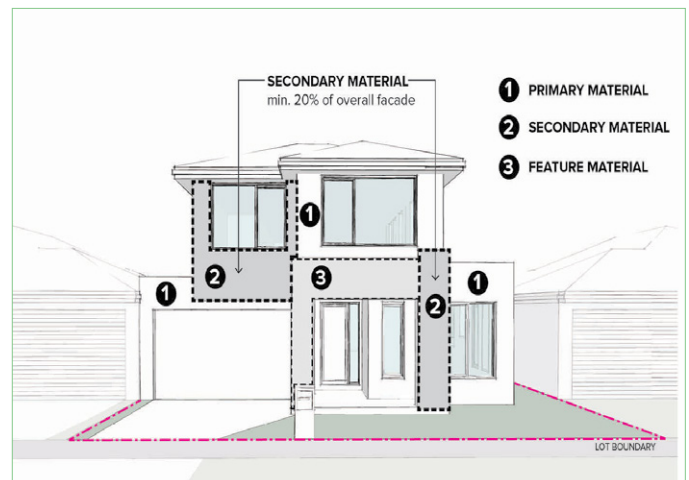 SECONDARY MATERIAL
min. 20% of overall facade
1 PRIMARY MATERIAL
2 SECONDARY MATERIAL
3 FEATURE MATERIAL
1
3
2
1
1
2
LOT BOUNDARY